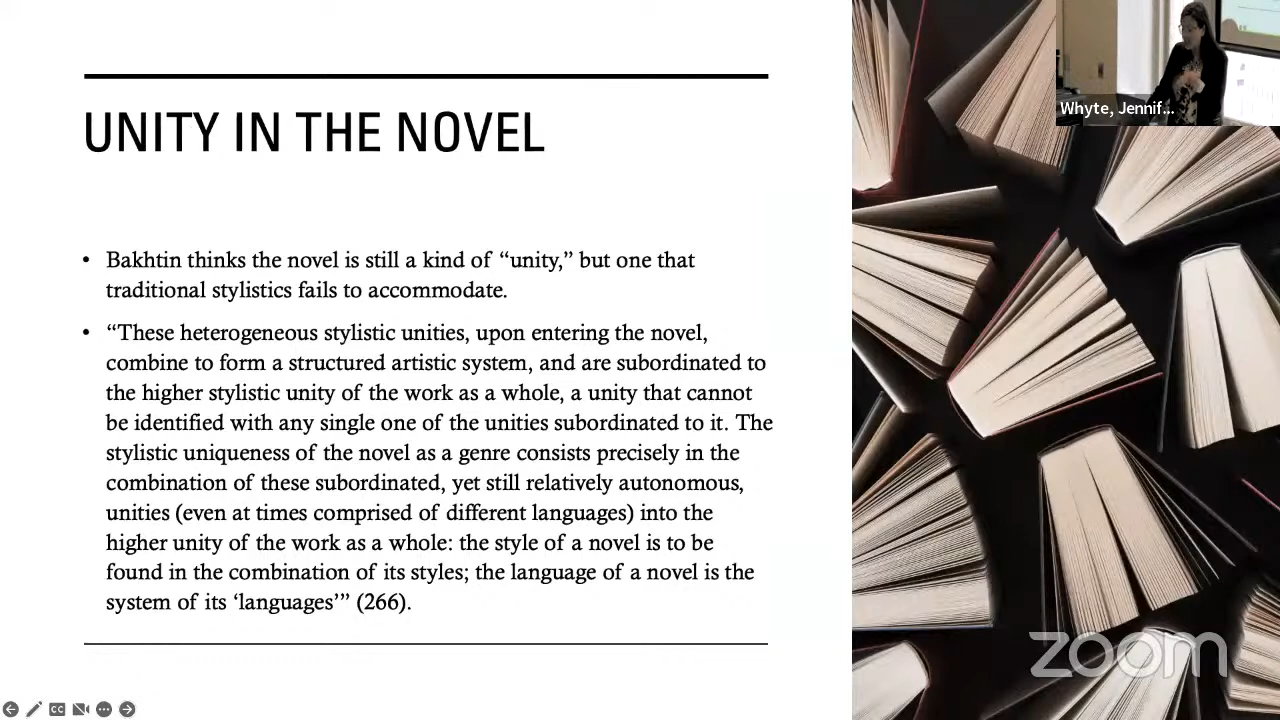 UNITY IN THE NOVEL
• Bakhtin thinks the novel is still a kind of “unity,” but one that
traditional stylistics fails to accommodate.
• “These heterogeneous stylistic unities, upon entering the novel,
combine to form a structured artistic system, and are subordinated to
the higher stylistic unity of the work as a whole, a unity that cannot
be identified with any single one of the unities subordinated to it. The
stylistic uniqueness of the novel as a genre consists precisely in the
combination of these subordinated, yet still relatively autonomous,
unities (even at times comprised of different languages) into the
higher unity of the work as a whole: the style of a novel is to be
found in the combination of its styles; the language of a novel is the
system of its ‘languages’” (266).
Whyte, Jennif...
zoom
CC